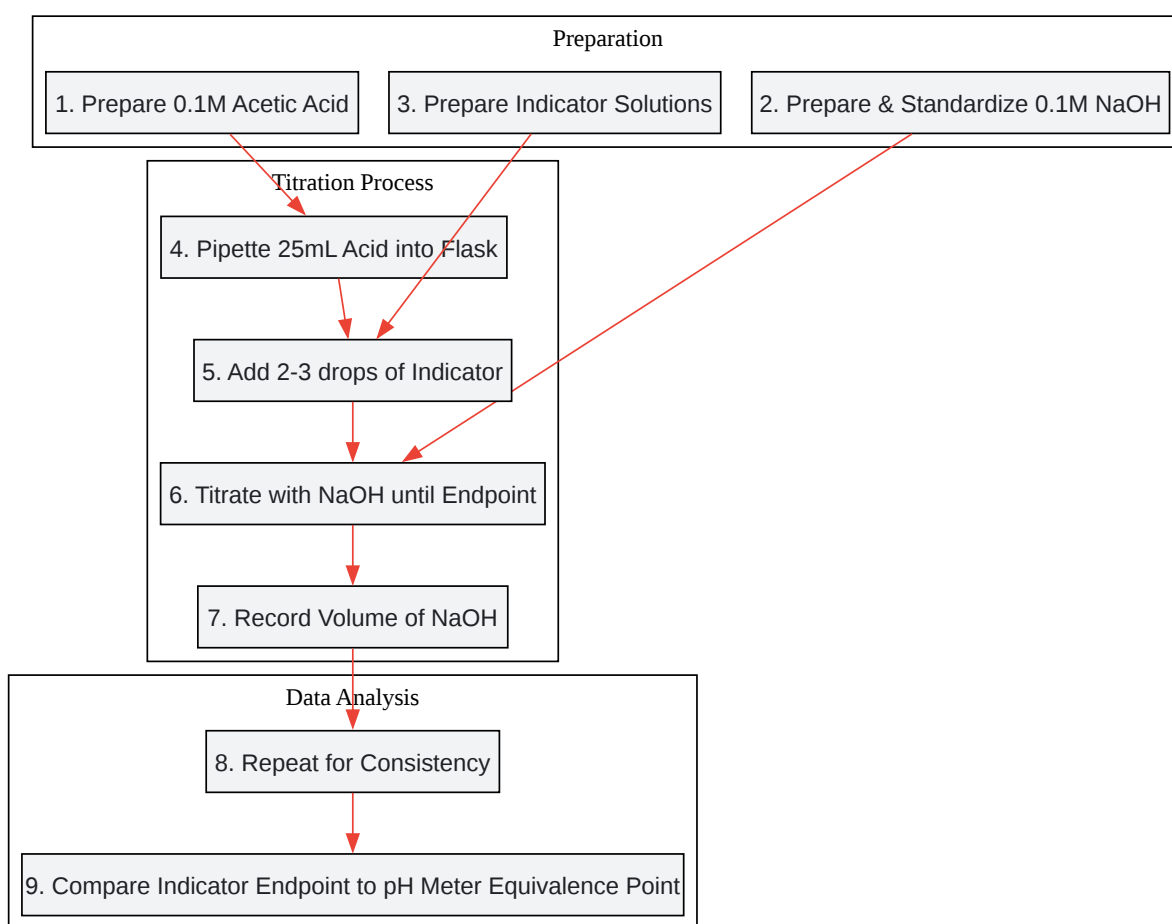 Preparation
1. Prepare 0.1M Acetic Acid
3. Prepare Indicator Solutions
2. Prepare & Standardize 0.1M NaOH
Titration Process
4. Pipette 25mL Acid into Flask
5. Add 2-3 drops of Indicator
6. Titrate with NaOH until Endpoint
7. Record Volume of NaOH
Data Analysis
8. Repeat for Consistency
9. Compare Indicator Endpoint to pH Meter Equivalence Point